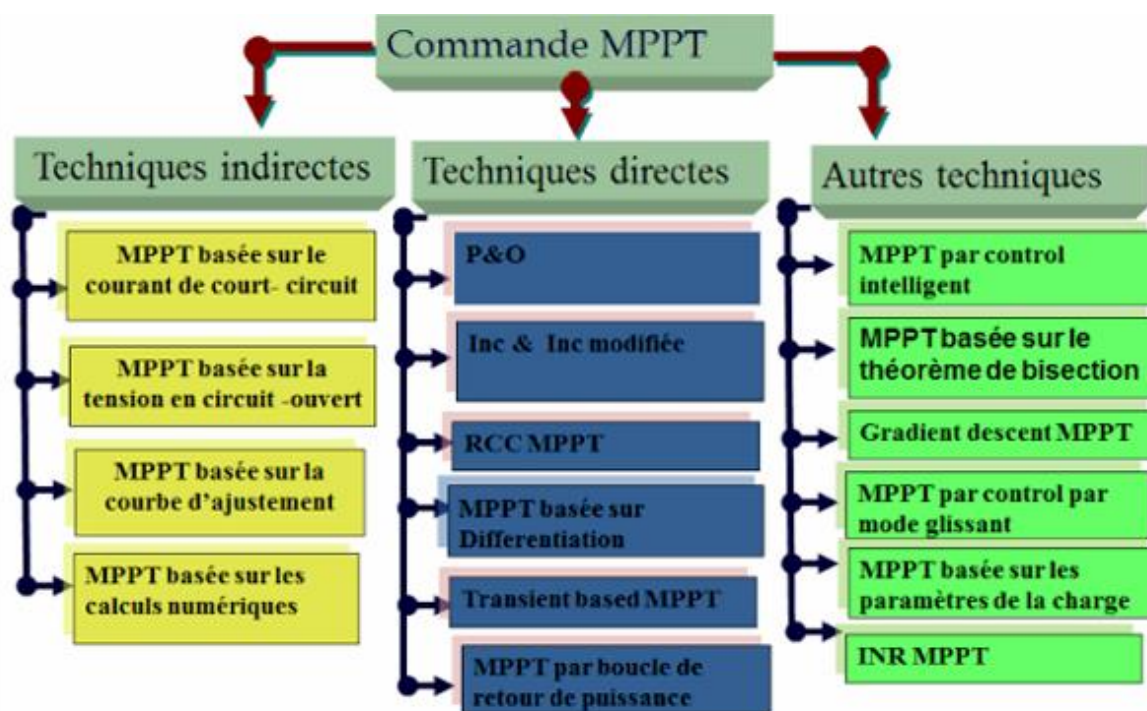 Commande MPPT
Techniques indirectes
MPPT basée sur le
courant de court- circuit
MPPT basée sur la
tension en circuit -ouvert
MPPT basée sur la
courbe d'ajustement
MPPT basée sur les
calculs numériques
Techniques directes
P&O
Inc & Inc modifiée
RCC MPPT
MPPT basée sur
Differentiation
Transient based MPPT
MPPT par boucle de
retour de puissance
Autres techniques
MPPT par control
intelligent
MPPT basée sur le
théorème de bisection
Gradient descent MPPT
MPPT par control par
mode glissant
MPPT basée sur les
paramètres de la charge
INR MPPT